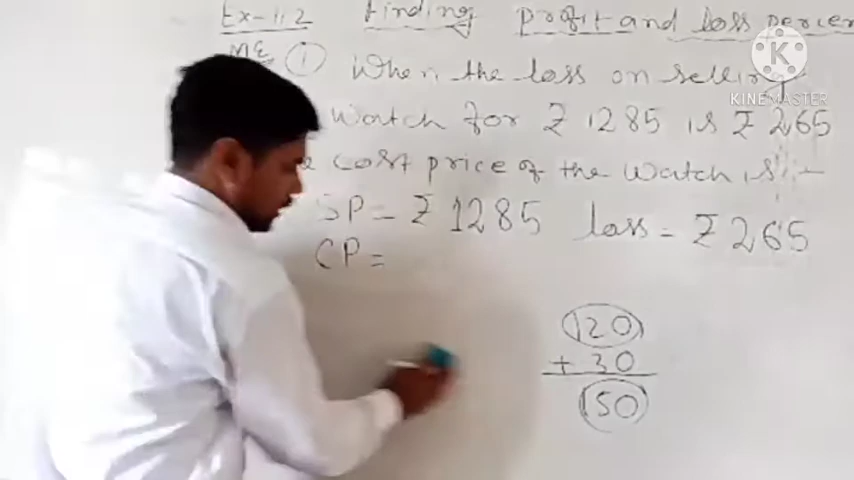 Ex-11.2 Finding Profit and loss percen
ME 1 When the loss on selling
Watch for ₹ 1285 is ₹ 265
cost price of the watch is :-
SP = ₹ 1285 loss = ₹ 265
CP =
120
+ 30
150
K
KINEMASTER